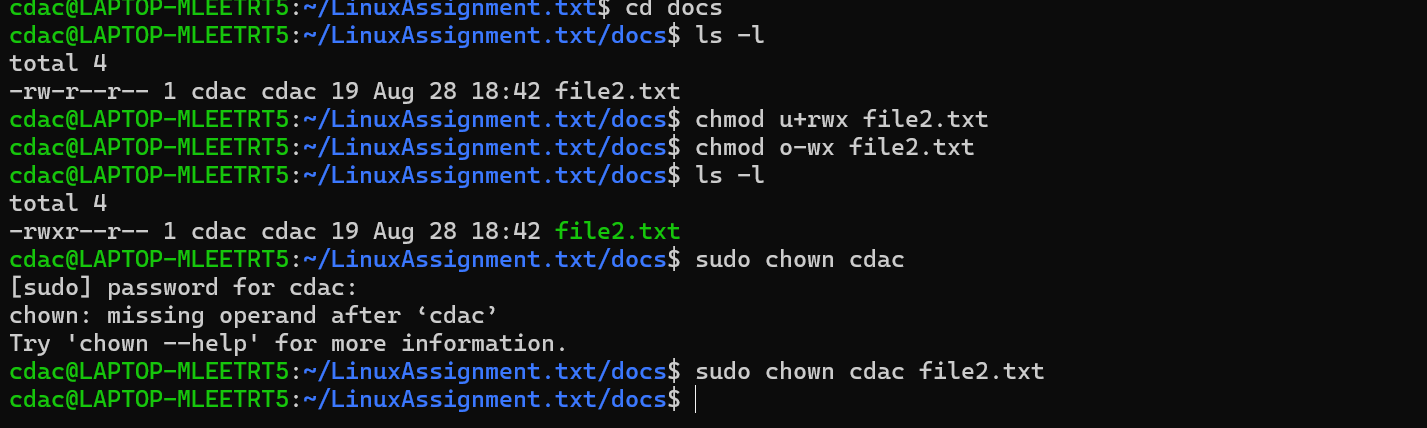 cdac@LAPTOP-MLEETRT5:~/LinuxAssignment.txt$ cd docs
cdac@LAPTOP-MLEETRT5:~/LinuxAssignment.txt/docs$ ls -l
total 4
-rw-r--r-- 1 cdac cdac 19 Aug 28 18:42 file2.txt
cdac@LAPTOP-MLEETRT5:~/LinuxAssignment.txt/docs$ chmod u+rwx file2.txt
cdac@LAPTOP-MLEETRT5:~/LinuxAssignment.txt/docs$ chmod o-wx file2.txt
cdac@LAPTOP-MLEETRT5:~/LinuxAssignment.txt/docs$ ls -l
total 4
-rwxr--r-- 1 cdac cdac 19 Aug 28 18:42 file2.txt
cdac@LAPTOP-MLEETRT5:~/LinuxAssignment.txt/docs$ sudo chown cdac
[sudo] password for cdac:
chown: missing operand after ‘cdac’
Try 'chown --help' for more information.
cdac@LAPTOP-MLEETRT5:~/LinuxAssignment.txt/docs$ sudo chown cdac file2.txt
cdac@LAPTOP-MLEETRT5:~/LinuxAssignment.txt/docs$